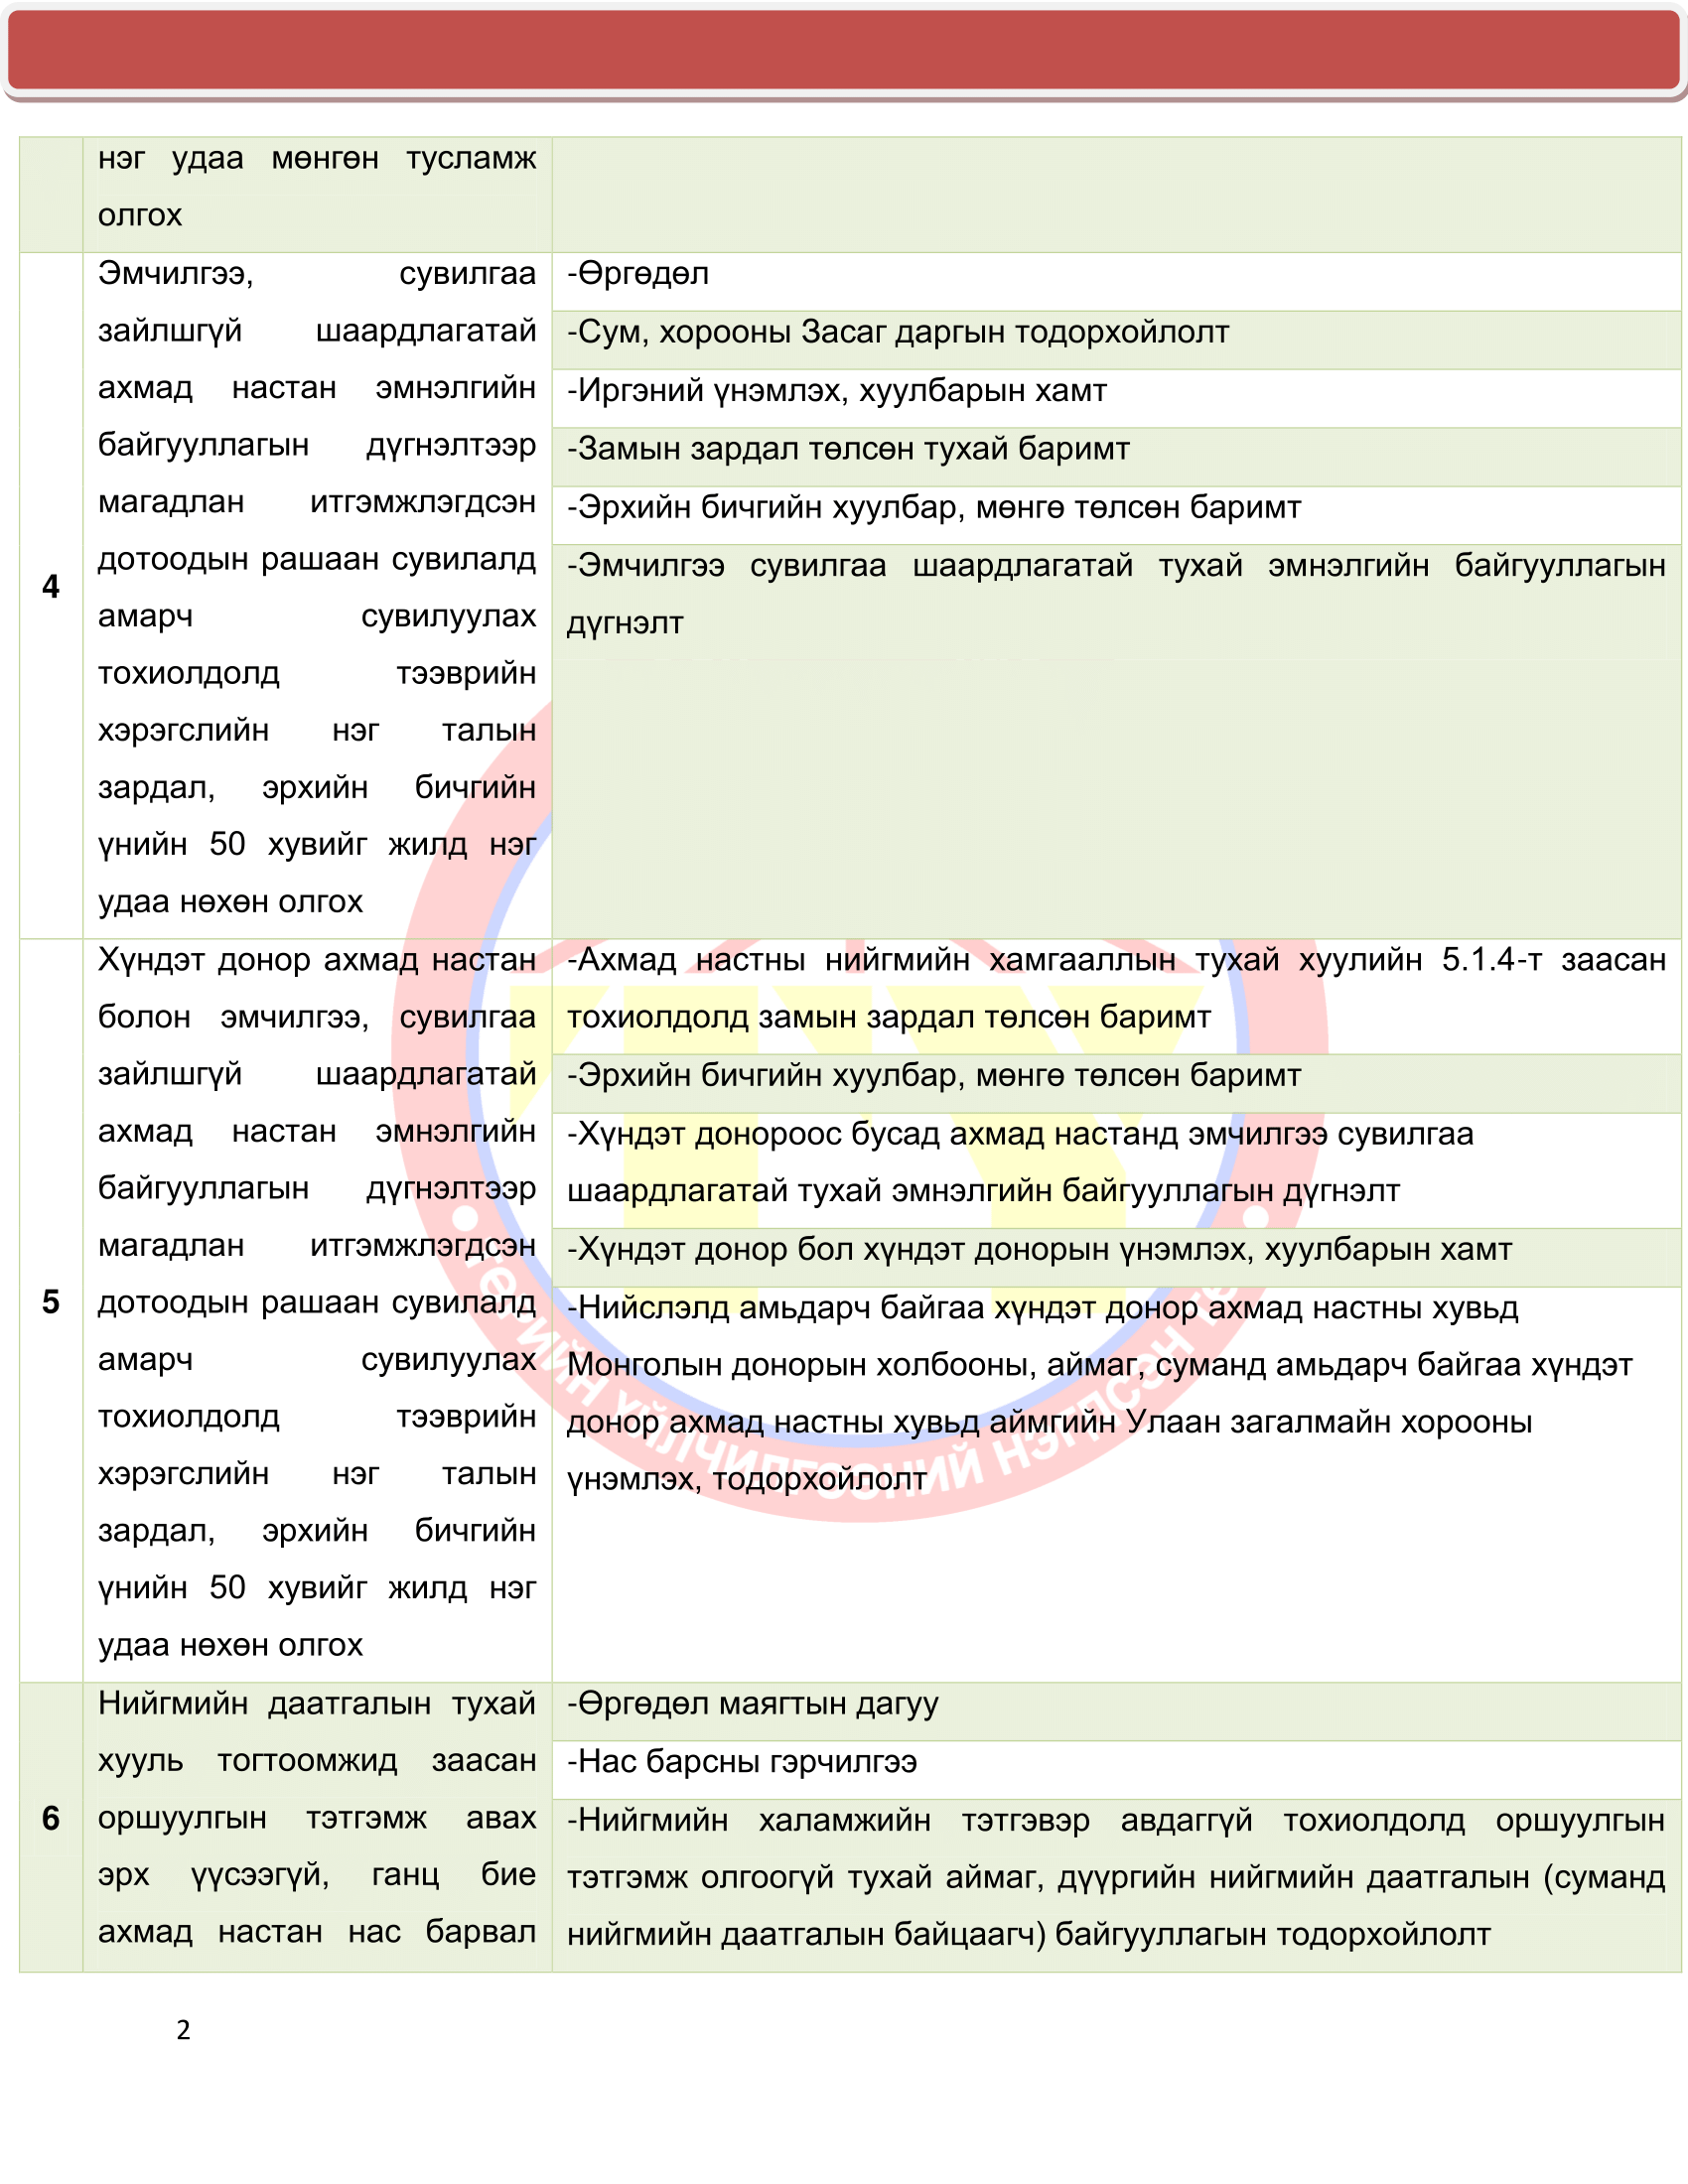 нэг удаа мөнгөн тусламж
олгох
4
Эмчилгээ, сувилгаа
зайлшгүй шаардлагатай
ахмад настан эмнэлгийн
байгууллагын дүгнэлтээр
магадлан итгэмжлэгдсэн
дотоодын рашаан сувилалд
амарч сувилуулах
тохиолдолд тээврийн
хэрэгслийн нэг талын
зардал, эрхийн бичгийн
үнийн 50 хувийг жилд нэг
удаа нөхөн олгох
-Өргөдөл
-Сум, хорооны Засаг даргын тодорхойлолт
-Иргэний үнэмлэх, хуулбарын хамт
-Замын зардал төлсөн тухай баримт
-Эрхийн бичгийн хуулбар, мөнгө төлсөн баримт
-Эмчилгээ сувилгаа шаардлагатай тухай эмнэлгийн байгууллагын
дүгнэлт
5
Хүндэт донор ахмад настан
болон эмчилгээ, сувилгаа
зайлшгүй шаардлагатай
ахмад настан эмнэлгийн
байгууллагын дүгнэлтээр
магадлан итгэмжлэгдсэн
дотоодын рашаан сувилалд
амарч сувилуулах
тохиолдолд тээврийн
хэрэгслийн нэг талын
зардал, эрхийн бичгийн
үнийн 50 хувийг жилд нэг
удаа нөхөн олгох
-Ахмад настны нийгмийн хамгааллын тухай хуулийн 5.1.4-т заасан
тохиолдолд замын зардал төлсөн баримт
-Эрхийн бичгийн хуулбар, мөнгө төлсөн баримт
-Хүндэт донороос бусад ахмад настанд эмчилгээ сувилгаа
шаардлагатай тухай эмнэлгийн байгууллагын дүгнэлт
-Хүндэт донор бол хүндэт донорын үнэмлэх, хуулбарын хамт
-Нийслэлд амьдарч байгаа хүндэт донор ахмад настны хувьд
Монголын донорын холбооны, аймаг, суманд амьдарч байгаа хүндэт
донор ахмад настны хувьд аймгийн Улаан загалмайн хорооны
үнэмлэх, тодорхойлолт
ТӨРИЙН ҮЙЛЧИЛГЭЭНИЙ НЭГДСЭН
6
Нийгмийн даатгалын тухай
хууль тогтоомжид заасан
оршуулгын тэтгэмж авах
эрх үүсээгүй, ганц бие
ахмад настан нас барвал
-Өргөдөл маягтын дагуу
-Нас барсны гэрчилгээ
-Нийгмийн халамжийн тэтгэвэр авдаггүй тохиолдолд оршуулгын
тэтгэмж олгоогүй тухай аймаг, дүүргийн нийгмийн даатгалын (суманд
нийгмийн даатгалын байцаагч) байгууллагын тодорхойлолт
2